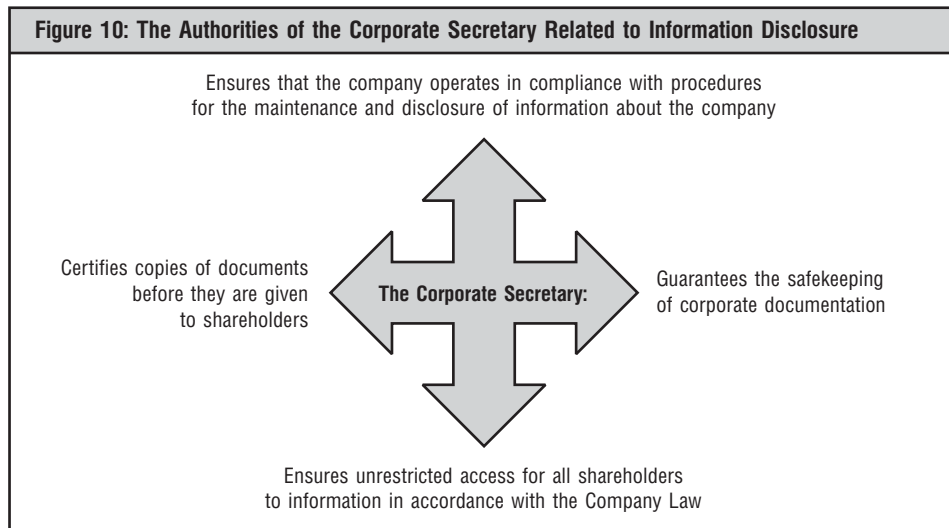 Figure 10: The Authorities of the Corporate Secretary Related to Information Disclosure
Ensures that the company operates in compliance with procedures
for the maintenance and disclosure of information about the company
Certifies copies of documents
before they are given
to shareholders
The Corporate Secretary:
Guarantees the safekeeping
of corporate documentation
Ensures unrestricted access for all shareholders
to information in accordance with the Company Law